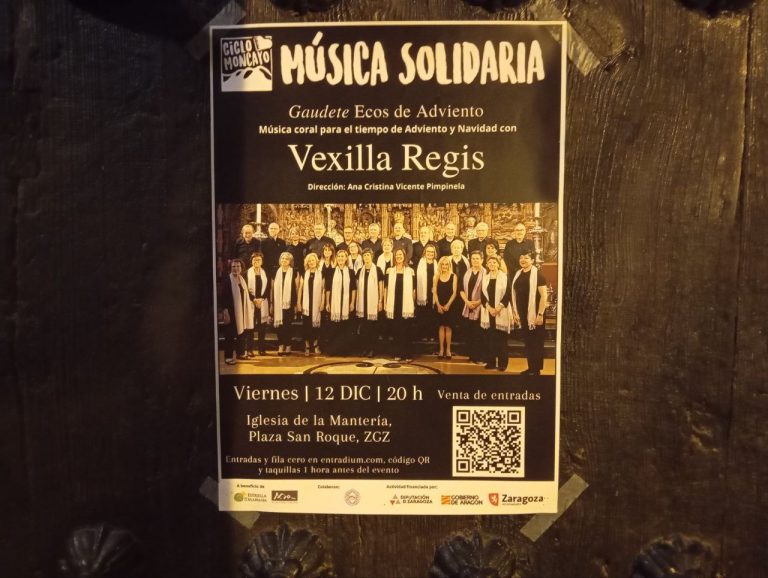 CICLO
MONCAYO
MÚSICA SOLIDARIA
Gaudete Ecos de Adviento
Música coral para el tiempo de Adviento y Navidad con
Vexilla Regis
Dirección: Ana Cristina Vicente Pimpinela
Viernes | 12 DIC | 20 h
Venta de entradas
Iglesia de la Mantería,
Plaza San Roque, ZGZ
Entradas y fila cero en entradium.com, código QR
y taquillas 1 hora antes del evento
A beneficio de
Colaboran:
Actividad financiada por:
ESTRELLA
DIPUTACIÓN
D ZARAGOZA
GOBIERNO
DE ARAGON
Zaragoza